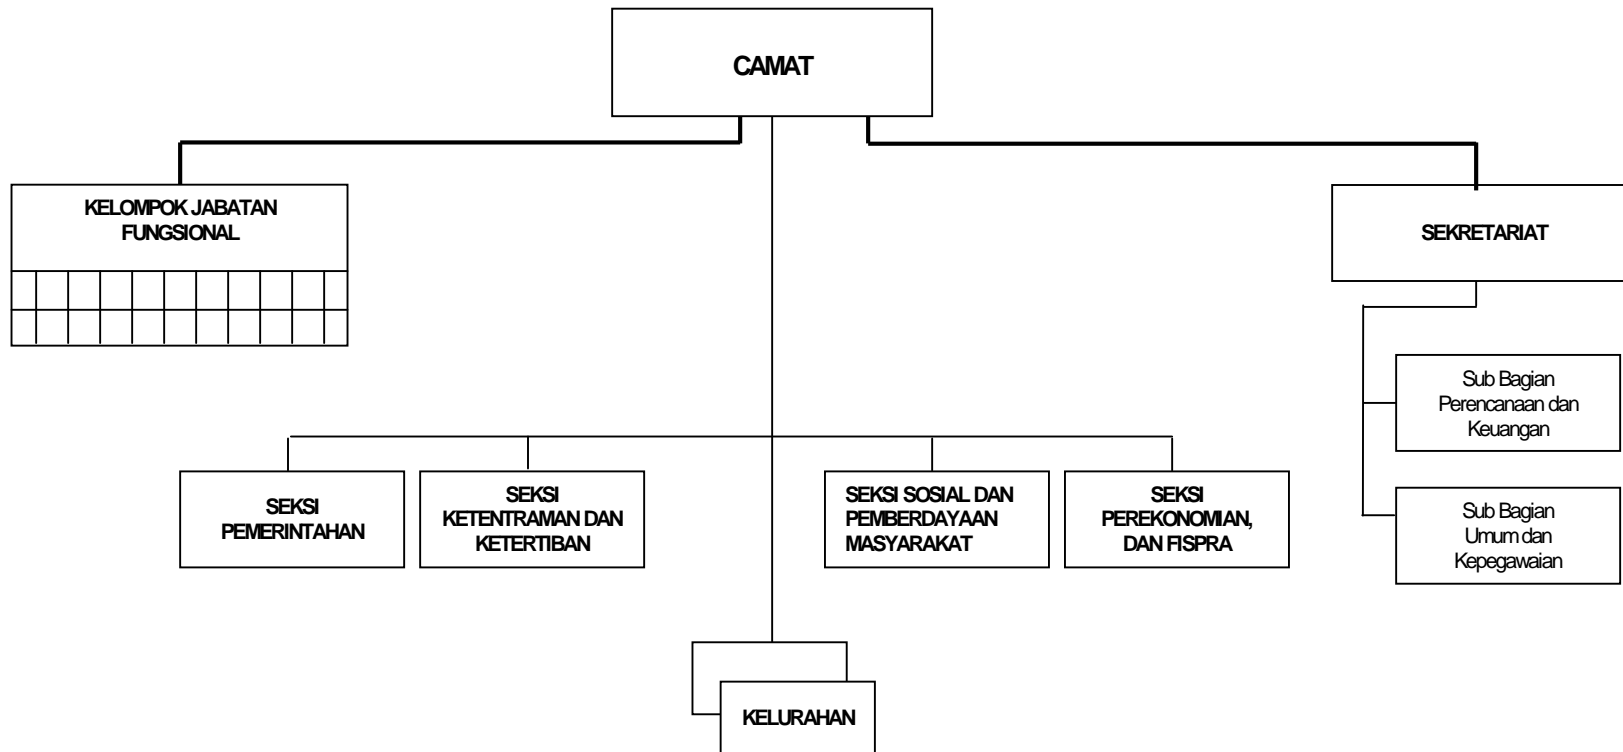 CAMAT
KELOMPOK JABATAN
FUNGSIONAL
SEKRETARIAT
Sub Bagian
Perencanaan dan
Keuangan
SEKSI
PEMERINTAHAN
SEKSI
KETENTRAMAN DAN
KETERTIBAN
SEKSI SOSIAL DAN
PEMBERDAYAAN
MASYARAKAT
SEKSI
PEREKONOMIAN,
DAN FISPRA
Sub Bagian
Umum dan
Kepegawaian
KELURAHAN